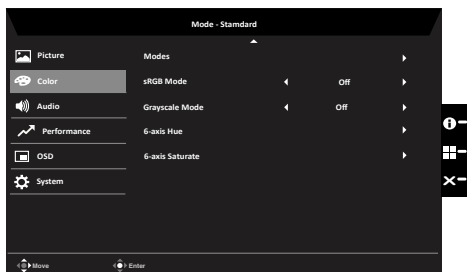 Mode - Stamdard
Picture
Modes
Color
sRGB Mode Off
Audio
Grayscale Mode Off
Performance
6-axis Hue
OSD
6-axis Saturate
System
Move Enter